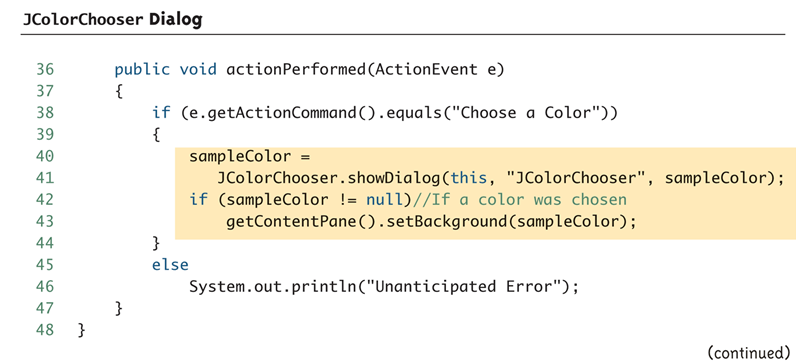 JColorChooser Dialog
36 public void actionPerformed(ActionEvent e)
37 {
38 if (e.getActionCommand().equals("Choose a Color"))
39 {
40 sampleColor =
41 JColorChooser.showDialog(this, "JColorChooser", sampleColor);
42 if (sampleColor != null)//If a color was chosen
43 getContentPane().setBackground(sampleColor);
44 }
45 else
46 System.out.println("Unanticipated Error");
47 }
48 }
(continued)